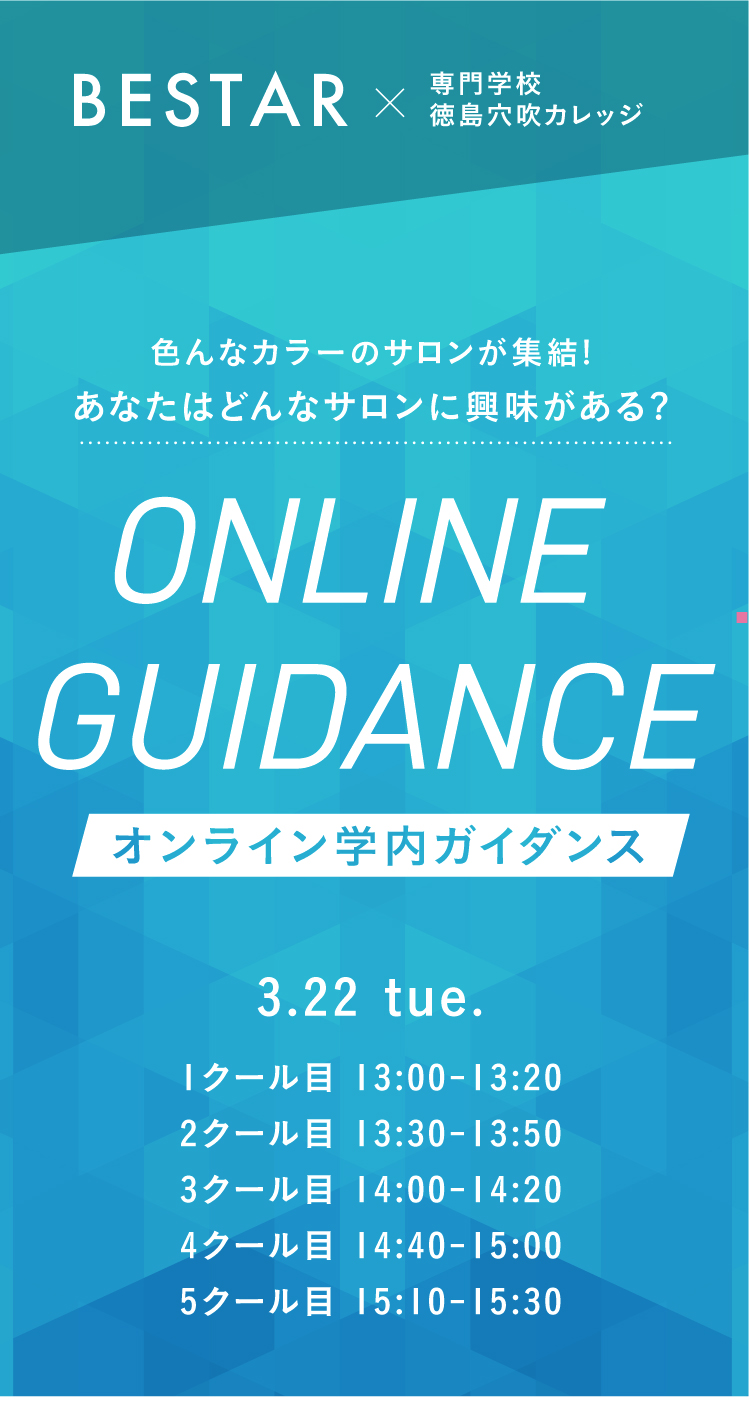 BESTAR × 専門学校
徳島穴吹カレッジ
色んなカラーのサロンが集結!
あなたはどんなサロンに興味がある?
ONLINE
GUIDANCE
オンライン学内ガイダンス
3.22 tue.
1クール目 13:00-13:20
2クール目 13:30-13:50
3クール目 14:00-14:20
4クール目 14:40-15:00
5クール目 15:10-15:30